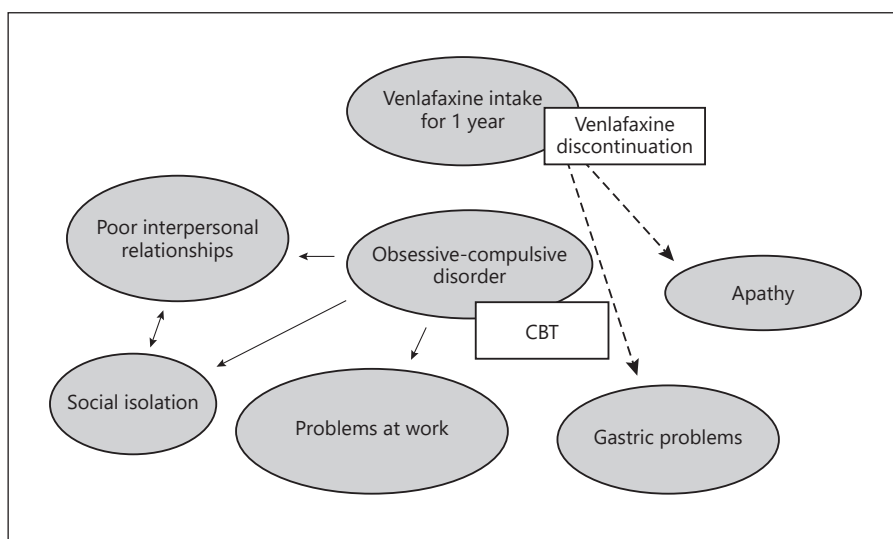 Venlafaxine intake
for 1 year
Venlafaxine
discontinuation
Poor interpersonal
relationships
Obsessive-compulsive
disorder
Apathy
CBT
Social isolation
Problems at work
Gastric problems